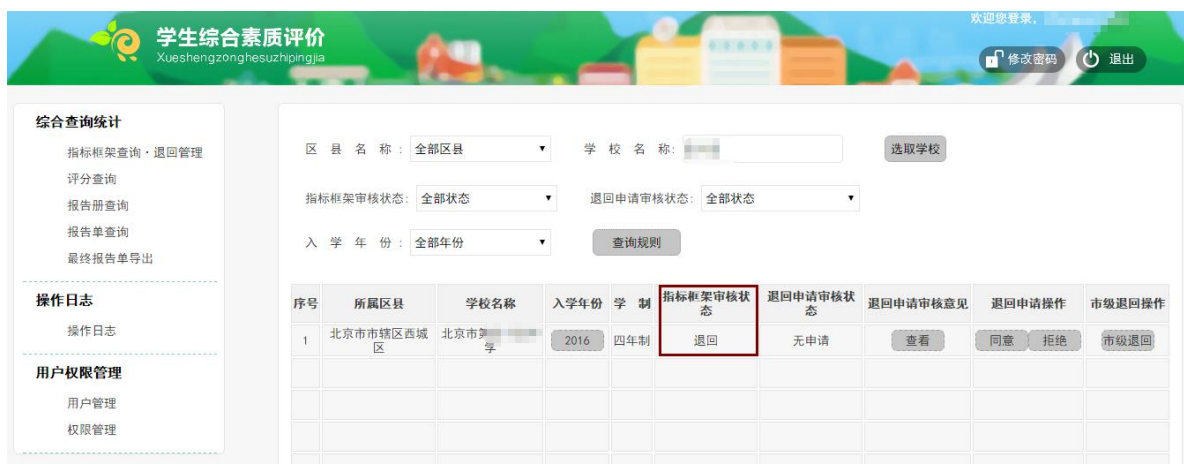 欢迎您登录,
学生综合素质评价
Xueshengzonghesuzhipingjia
修改密码
退出
综合查询统计
指标框架查询·退回管理
评分查询
报告册查询
报告单查询
最终报告单导出
操作日志
操作日志
用户权限管理
用户管理
权限管理
区县名称: 全部区县 学校名称: 选取学校
指标框架审核状态: 全部状态 退回申请审核状态: 全部状态
入学年份: 全部年份 查询规则
序号 所属区县 学校名称 入学年份 学制 指标框架审核状态 退回申请审核状态 退回申请审核意见 退回申请操作 市级退回操作
1 北京市市辖区西城区 北京市 学 2016 四年制 退回 无申请 查看 同意 拒绝 市级退回